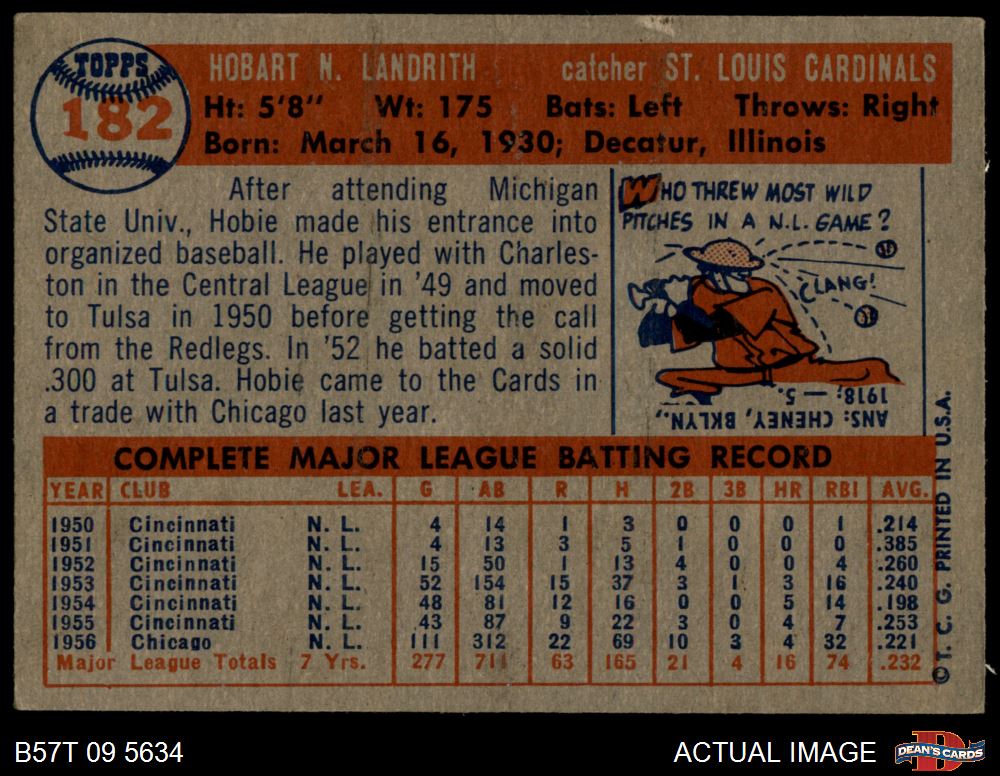 TOPPS
182
HOBART N. LANDRITH catcher ST. LOUIS CARDINALS
Ht: 5'8" Wt: 175 Bats: Left Throws: Right
Born: March 16, 1930; Decatur, Illinois
After attending Michigan
State Univ., Hobie made his entrance into
organized baseball. He played with Charles-
ton in the Central League in '49 and moved
to Tulsa in 1950 before getting the call
from the Redlegs. In '52 he batted a solid
.300 at Tulsa. Hobie came to the Cards in
a trade with Chicago last year.
WHO THREW MOST WILD
PITCHES IN A N.L. GAME?
CLANG!
ANS: CHENEY, BKLYN.,
1918; — 5.
COMPLETE MAJOR LEAGUE BATTING RECORD
YEAR CLUB LEA. G AB R H 2B 3B HR RBI AVG.
1950 Cincinnati N. L. 4 14 1 3 0 0 0 1 .214
1951 Cincinnati N. L. 4 13 3 5 1 0 0 0 .385
1952 Cincinnati N. L. 15 50 1 13 4 0 0 4 .260
1953 Cincinnati N. L. 52 154 15 37 3 1 3 16 .240
1954 Cincinnati N. L. 48 81 12 16 0 0 5 14 .198
1955 Cincinnati N. L. 43 87 9 22 3 0 4 7 .253
1956 Chicago N. L. 111 312 22 69 10 3 4 32 .221
Major League Totals 7 Yrs. 277 711 63 165 21 4 16 74 .232
© T. C. G. PRINTED IN U.S.A.
B57T 09 5634
ACTUAL IMAGE
D
DEAN'S CARDS